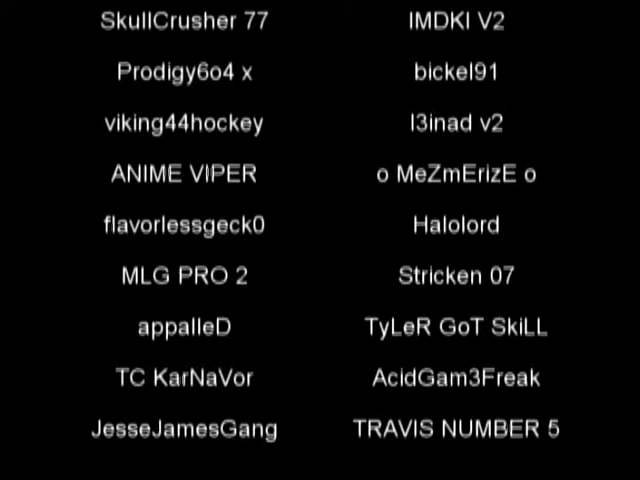 SkullCrusher 77 IMDKI V2
Prodigy6o4 x bickel91
viking44hockey l3inad v2
ANIME VIPER o MeZmErizE o
flavorlessgeck0 Halolord
MLG PRO 2 Stricken 07
appalleD TyLeR GoT SkiLL
TC KarNaVor AcidGam3Freak
JesseJamesGang TRAVIS NUMBER 5